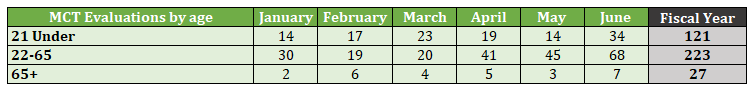 MCT Evaluations by age January February March April May June Fiscal Year
21 Under 14 17 23 19 14 34 121
22-65 30 19 20 41 45 68 223
65+ 2 6 4 5 3 7 27